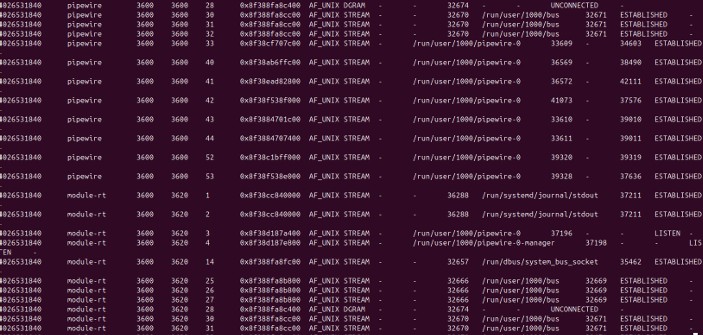 #026531840 pipewire 3600 3600 28 0x8f388fa8c400 AF_UNIX DGRAM - - 32674 - - UNCONNECTED -
#026531840 pipewire 3600 3600 30 0x8f388fa8cc00 AF_UNIX STREAM - - 32670 /run/user/1000/bus 32671 ESTABLISHED -
#026531840 pipewire 3600 3600 31 0x8f388fa8cc00 AF_UNIX STREAM - - 32670 /run/user/1000/bus 32671 ESTABLISHED -
#026531840 pipewire 3600 3600 32 0x8f388fa8cc00 AF_UNIX STREAM - - 32670 /run/user/1000/bus 32671 ESTABLISHED -
#026531840 pipewire 3600 3600 33 0x8f38cf707c00 AF_UNIX STREAM - /run/user/1000/pipewire-0 33609 - 34603 ESTABLISHED
-
#026531840 pipewire 3600 3600 40 0x8f38ab6ffc00 AF_UNIX STREAM - /run/user/1000/pipewire-0 36569 - 38490 ESTABLISHED
-
#026531840 pipewire 3600 3600 41 0x8f38ead82800 AF_UNIX STREAM - /run/user/1000/pipewire-0 36572 - 42111 ESTABLISHED
-
#026531840 pipewire 3600 3600 42 0x8f38f538f000 AF_UNIX STREAM - /run/user/1000/pipewire-0 41073 - 37576 ESTABLISHED
-
#026531840 pipewire 3600 3600 43 0x8f3884701c00 AF_UNIX STREAM - /run/user/1000/pipewire-0 33610 - 39010 ESTABLISHED
-
#026531840 pipewire 3600 3600 44 0x8f3884707400 AF_UNIX STREAM - /run/user/1000/pipewire-0 33611 - 39011 ESTABLISHED
-
#026531840 pipewire 3600 3600 52 0x8f38c1bff000 AF_UNIX STREAM - /run/user/1000/pipewire-0 39320 - 39319 ESTABLISHED
-
#026531840 pipewire 3600 3600 53 0x8f38f538e000 AF_UNIX STREAM - /run/user/1000/pipewire-0 39328 - 37636 ESTABLISHED
-
#026531840 module-rt 3600 3620 1 0x8f38cc840000 AF_UNIX STREAM - - 36288 /run/systemd/journal/stdout 37211 ESTABLISHED
-
#026531840 module-rt 3600 3620 2 0x8f38cc840000 AF_UNIX STREAM - - 36288 /run/systemd/journal/stdout 37211 ESTABLISHED
-
#026531840 module-rt 3600 3620 3 0x8f38d187a400 AF_UNIX STREAM - /run/user/1000/pipewire-0 37196 - - LISTEN -
#026531840 module-rt 3600 3620 4 0x8f38d187e800 AF_UNIX STREAM - /run/user/1000/pipewire-0-manager 37198 - - LIS
TEN -
#026531840 module-rt 3600 3620 14 0x8f388fa8fc00 AF_UNIX STREAM - - 32657 /run/dbus/system_bus_socket 35462 ESTABLISHED
-
#026531840 module-rt 3600 3620 25 0x8f388fa8b800 AF_UNIX STREAM - - 32666 /run/user/1000/bus 32669 ESTABLISHED -
#026531840 module-rt 3600 3620 26 0x8f388fa8b800 AF_UNIX STREAM - - 32666 /run/user/1000/bus 32669 ESTABLISHED -
#026531840 module-rt 3600 3620 27 0x8f388fa8b800 AF_UNIX STREAM - - 32666 /run/user/1000/bus 32669 ESTABLISHED -
#026531840 module-rt 3600 3620 28 0x8f388fa8c400 AF_UNIX DGRAM - - 32674 - - UNCONNECTED -
#026531840 module-rt 3600 3620 30 0x8f388fa8cc00 AF_UNIX STREAM - - 32670 /run/user/1000/bus 32671 ESTABLISHED -
#026531840 module-rt 3600 3620 31 0x8f388fa8cc00 AF_UNIX STREAM - - 32670 /run/user/1000/bus 32671 ESTABLISHED -